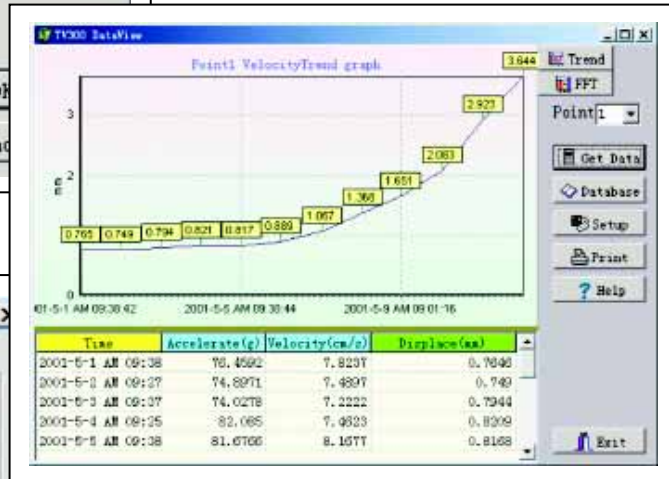 TV300 DataView
Point1 VelocityTrend graph
3.644
2.923
2.083
1.651
1.366
1.067
0.889
0.765 0.749 0.794 0.821 0.817
3
2
0
mm
01-5-1 AM 09:38:42 2001-5-5 AM 09:38:44 2001-5-9 AM 09:01:16
Time Accelerate(g) Velocity(cm/s) Displace(mm)
2001-5-1 AM 09:38 76.4592 7.8237 0.7646
2001-5-2 AM 09:27 74.8971 7.4897 0.749
2001-5-3 AM 09:37 74.0278 7.2222 0.7944
2001-5-4 AM 09:25 82.085 7.4623 0.8209
2001-5-5 AM 09:38 81.6766 8.1677 0.8168
Trend
FFT
Point 1
Get Data
Database
Setup
Print
Help
Exit